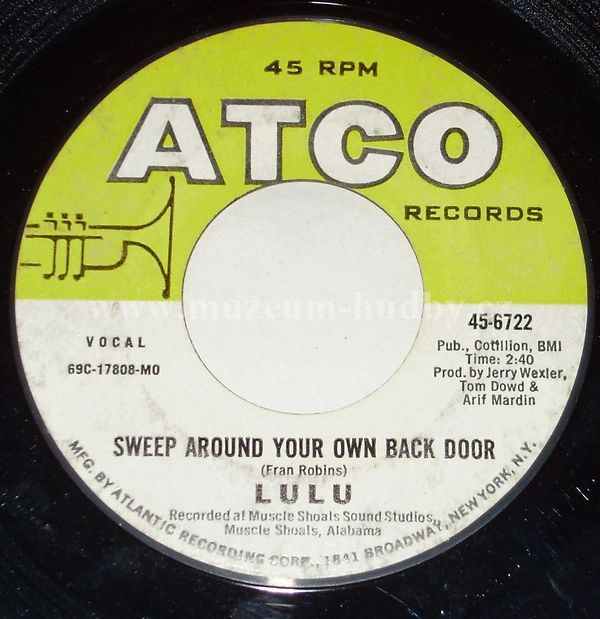 45 RPM
ATCO
RECORDS
www.muzeum-hudby.cz
VOCAL
69C-17808-MO
45-6722
Pub., Cotillion, BMI
Time: 2:40
Prod. by Jerry Wexler,
Tom Dowd &
Arif Mardin
SWEEP AROUND YOUR OWN BACK DOOR
(Fran Robins)
LULU
Recorded at Muscle Shoals Sound Studios,
Muscle Shoals, Alabama
MFG. BY ATLANTIC RECORDING CORP., 1841 BROADWAY, NEW YORK, N.Y.